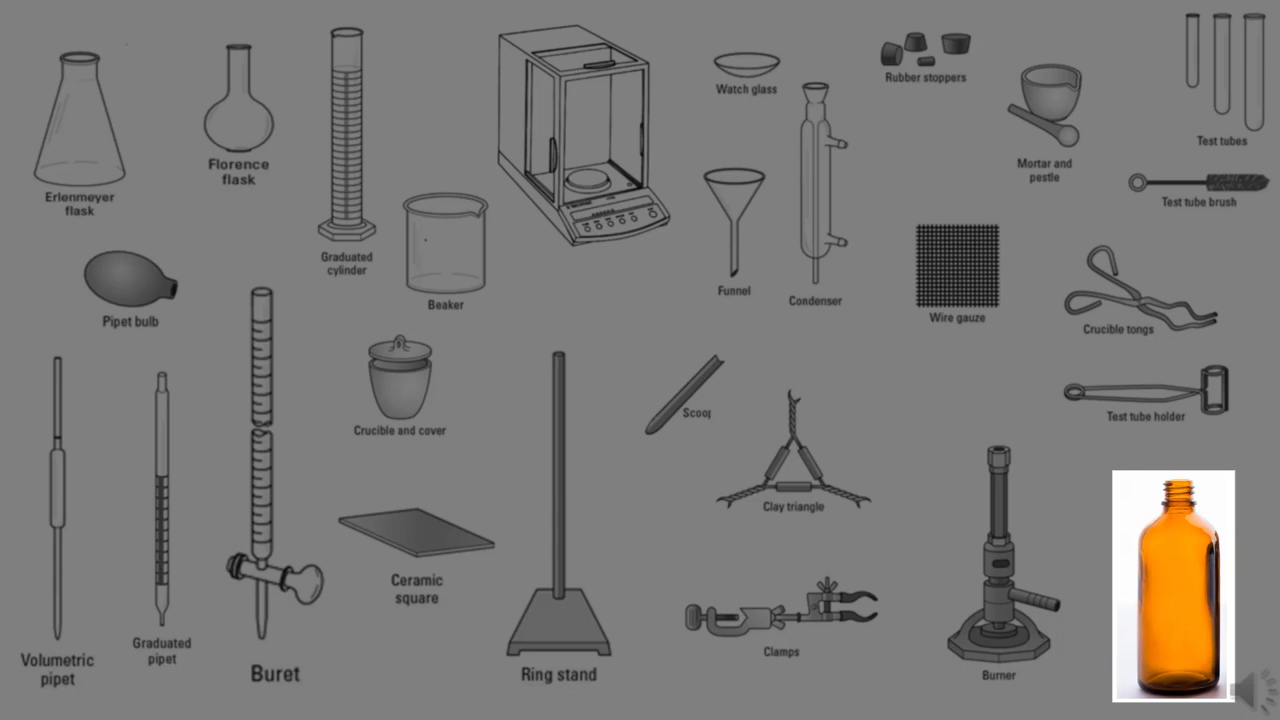 Erlenmeyer
flask
Florence
flask
Graduated
cylinder
Beaker
Watch glass
Rubber stoppers
Mortar and
pestle
Test tubes
Test tube brush
Pipet bulb
Funnel
Condenser
Wire gauze
Crucible tongs
Crucible and cover
Scoop
Test tube holder
Clay triangle
Ceramic
square
Volumetric
pipet
Graduated
pipet
Buret
Ring stand
Clamps
Burner